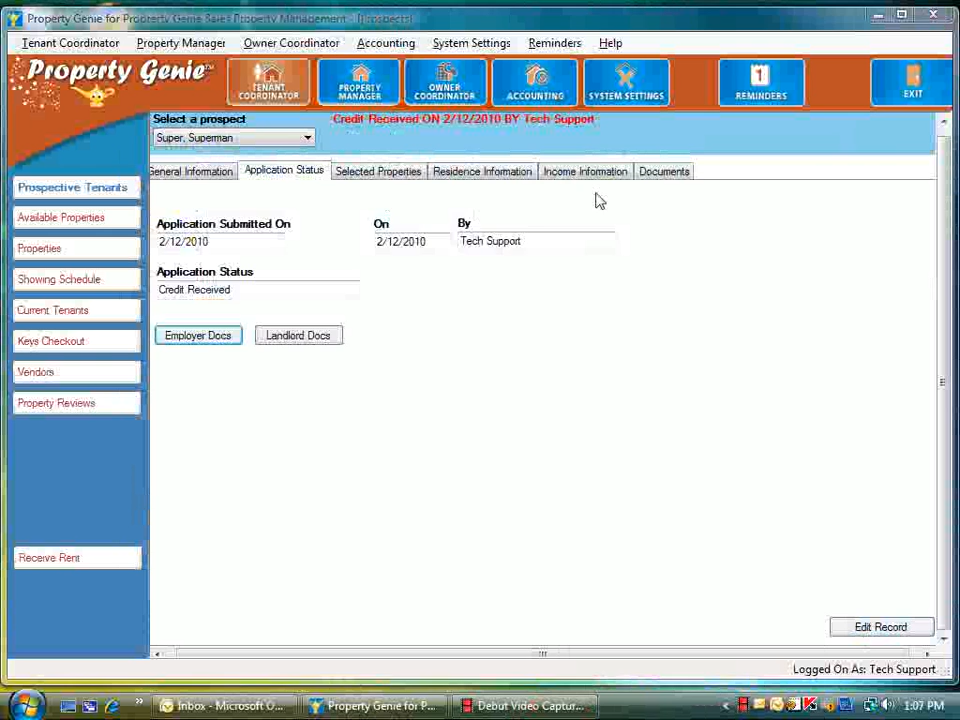 Property Genie for Property Genie Sales Property Management - [Prospects]
Tenant Coordinator Property Manager Owner Coordinator Accounting System Settings Reminders Help
Property Genie™
TENANT COORDINATOR
PROPERTY MANAGER
OWNER COORDINATOR
ACCOUNTING
SYSTEM SETTINGS
1
REMINDERS
EXIT
Select a prospect
Credit Received ON 2/12/2010 BY Tech Support
Super, Superman
General Information Application Status Selected Properties Residence Information Income Information Documents
Prospective Tenants
Available Properties
Properties
Showing Schedule
Current Tenants
Keys Checkout
Vendors
Property Reviews
Receive Rent
Application Submitted On On By
2/12/2010 2/12/2010 Tech Support
Application Status
Credit Received
Employer Docs Landlord Docs
Edit Record
Logged On As: Tech Support
Inbox - Microsoft O... Property Genie for P... Debut Video Captur... 1:07 PM